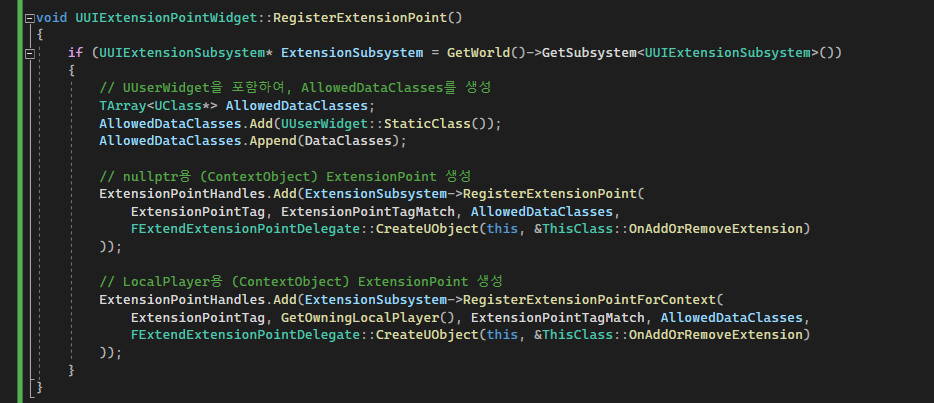 void UUIExtensionPointWidget::RegisterExtensionPoint()
{
    if (UUIExtensionSubsystem* ExtensionSubsystem = GetWorld()->GetSubsystem<UUIExtensionSubsystem>())
    {
        // UUserWidget을 포함하여, AllowedDataClasses를 생성
        TArray<UClass*> AllowedDataClasses;
        AllowedDataClasses.Add(UUserWidget::StaticClass());
        AllowedDataClasses.Append(DataClasses);

        // nullptr용 (ContextObject) ExtensionPoint 생성
        ExtensionPointHandles.Add(ExtensionSubsystem->RegisterExtensionPoint(
            ExtensionPointTag, ExtensionPointTagMatch, AllowedDataClasses,
            FExtendExtensionPointDelegate::CreateUObject(this, &ThisClass::OnAddOrRemoveExtension)
        ));

        // LocalPlayer용 (ContextObject) ExtensionPoint 생성
        ExtensionPointHandles.Add(ExtensionSubsystem->RegisterExtensionPointForContext(
            ExtensionPointTag, GetOwningLocalPlayer(), ExtensionPointTagMatch, AllowedDataClasses,
            FExtendExtensionPointDelegate::CreateUObject(this, &ThisClass::OnAddOrRemoveExtension)
        ));
    }
}